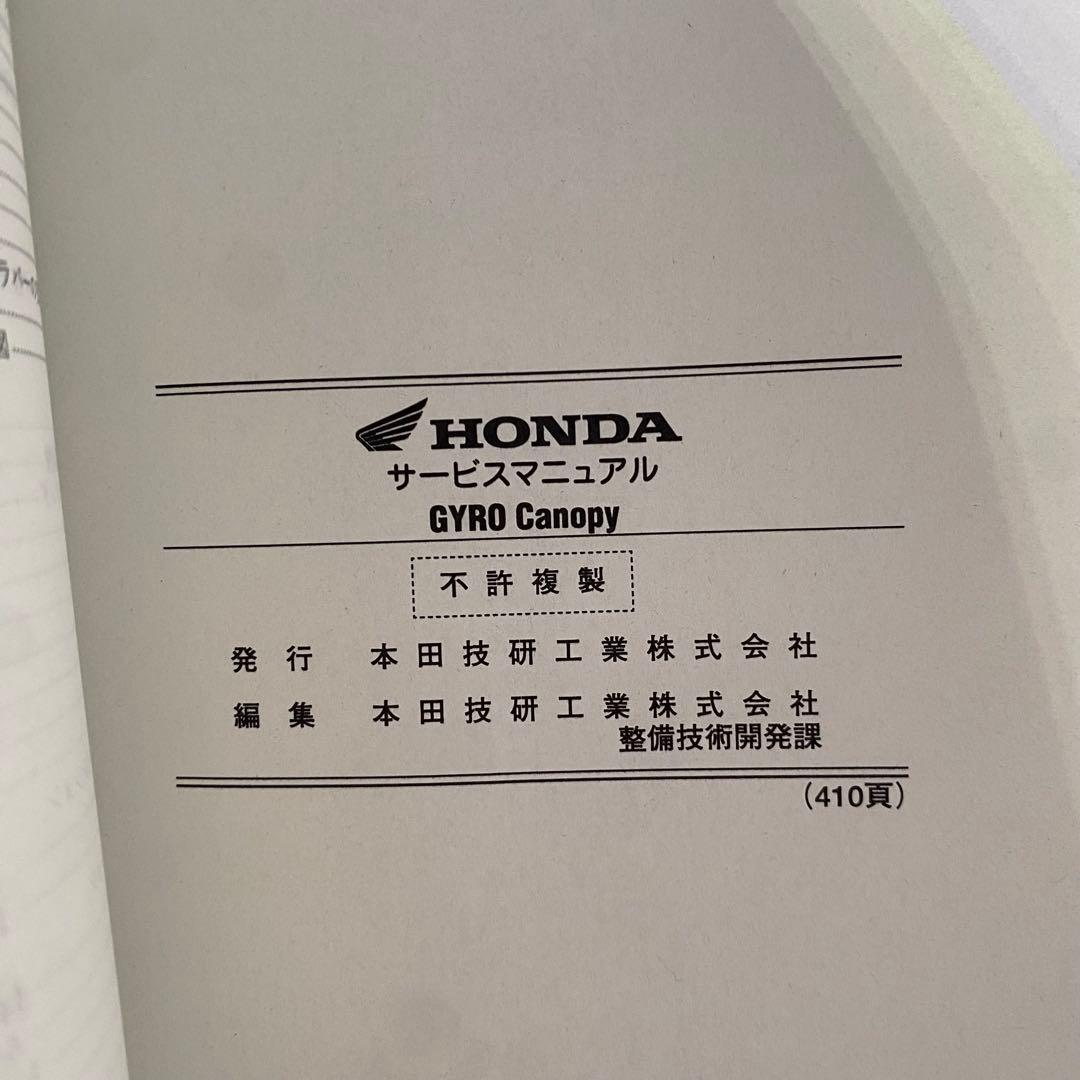 HONDA
サービスマニュアル
GYRO Canopy
不許複製
発行 本田技研工業株式会社
編集 本田技研工業株式会社
整備技術開発課
(410頁)